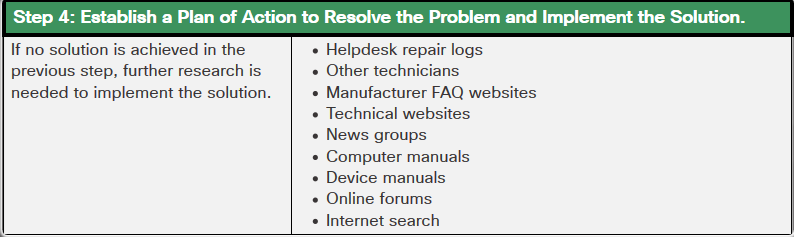 Step 4: Establish a Plan of Action to Resolve the Problem and Implement the Solution.
If no solution is achieved in the
previous step, further research is
needed to implement the solution.
• Helpdesk repair logs
• Other technicians
• Manufacturer FAQ websites
• Technical websites
• News groups
• Computer manuals
• Device manuals
• Online forums
• Internet search